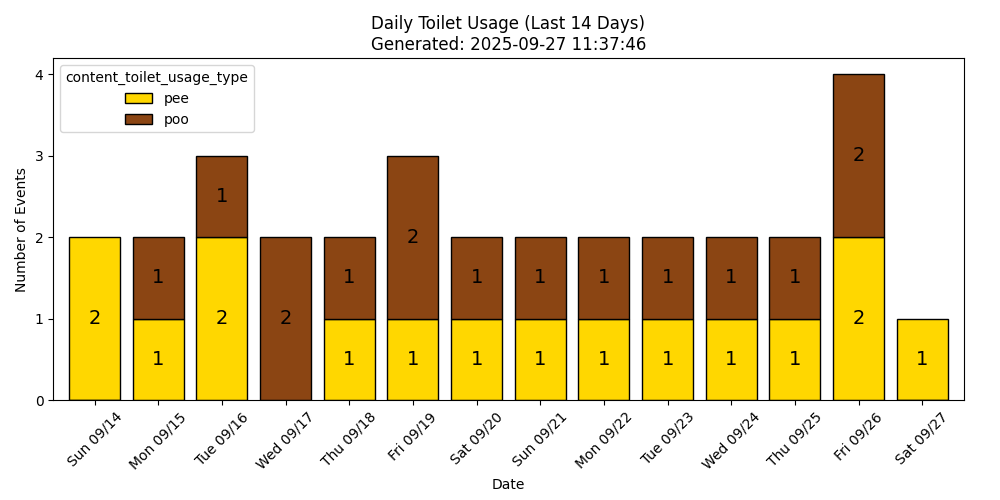 Daily Toilet Usage (Last 14 Days)
Generated: 2025-09-27 11:37:46
content_toilet_usage_type
pee
poo
Number of Events
4
3
2
1
0
2
1
1
1
2
2
1
1
2
1
1
1
1
1
1
1
1
1
1
1
1
1
2
2
1
Sun 09/14
Mon 09/15
Tue 09/16
Wed 09/17
Thu 09/18
Fri 09/19
Sat 09/20
Sun 09/21
Mon 09/22
Tue 09/23
Wed 09/24
Thu 09/25
Fri 09/26
Sat 09/27
Date